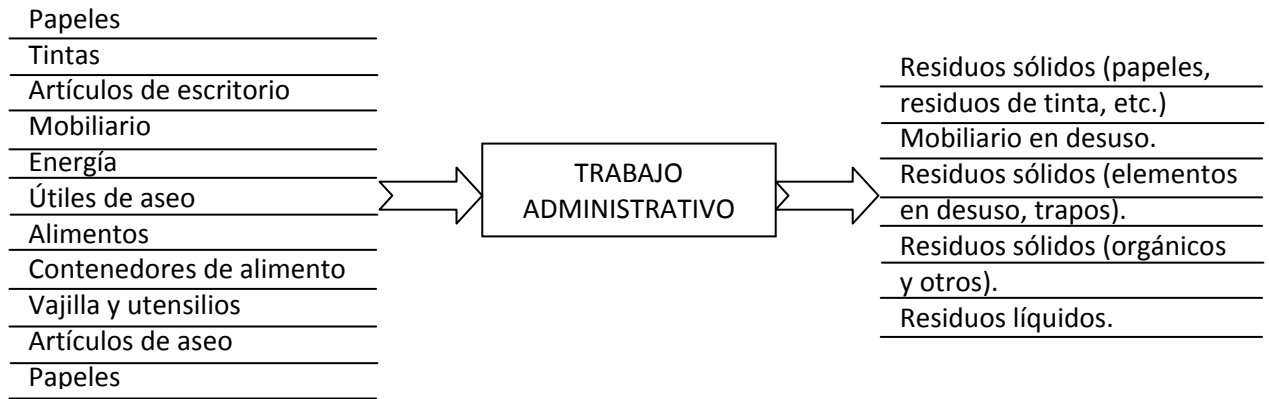 Papeles
Tintas
Artículos de escritorio
Mobiliario
Energía
Útiles de aseo
Alimentos
Contenedores de alimento
Vajilla y utensilios
Artículos de aseo
Papeles
TRABAJO
ADMINISTRATIVO
Residuos sólidos (papeles,
residuos de tinta, etc.)
Mobiliario en desuso.
Residuos sólidos (elementos
en desuso, trapos).
Residuos sólidos (orgánicos
y otros).
Residuos líquidos.